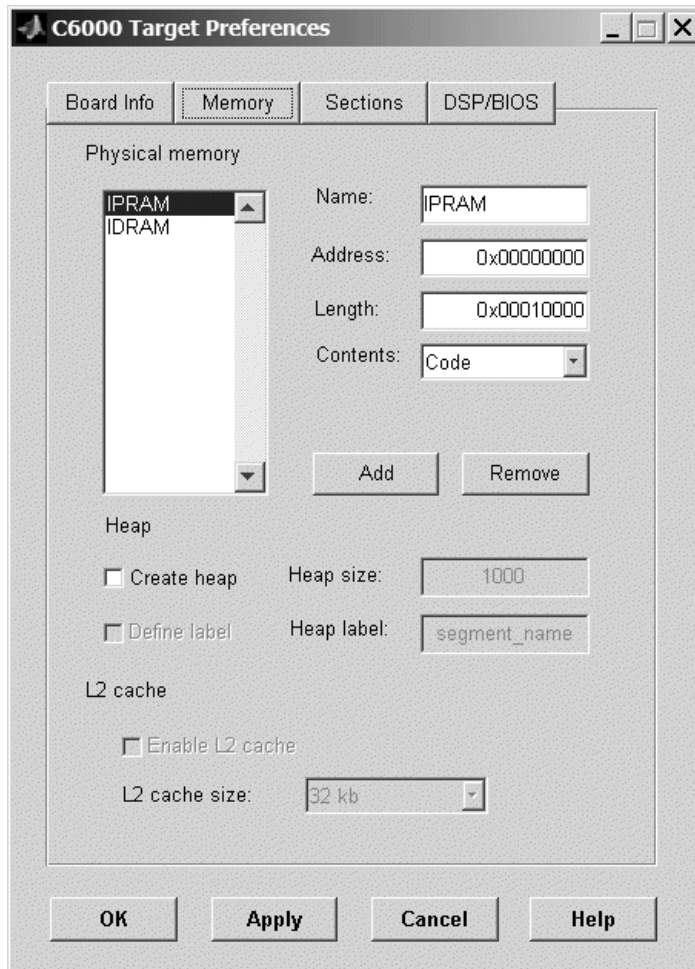 C6000 Target Preferences
Board Info Memory Sections DSP/BIOS
Physical memory
IPRAM
IDRAM
Name: IPRAM
Address: 0x00000000
Length: 0x00010000
Contents: Code
Add Remove
Heap
Create heap Heap size: 1000
Define label Heap label: segment_name
L2 cache
Enable L2 cache
L2 cache size: 32 kb
OK Apply Cancel Help